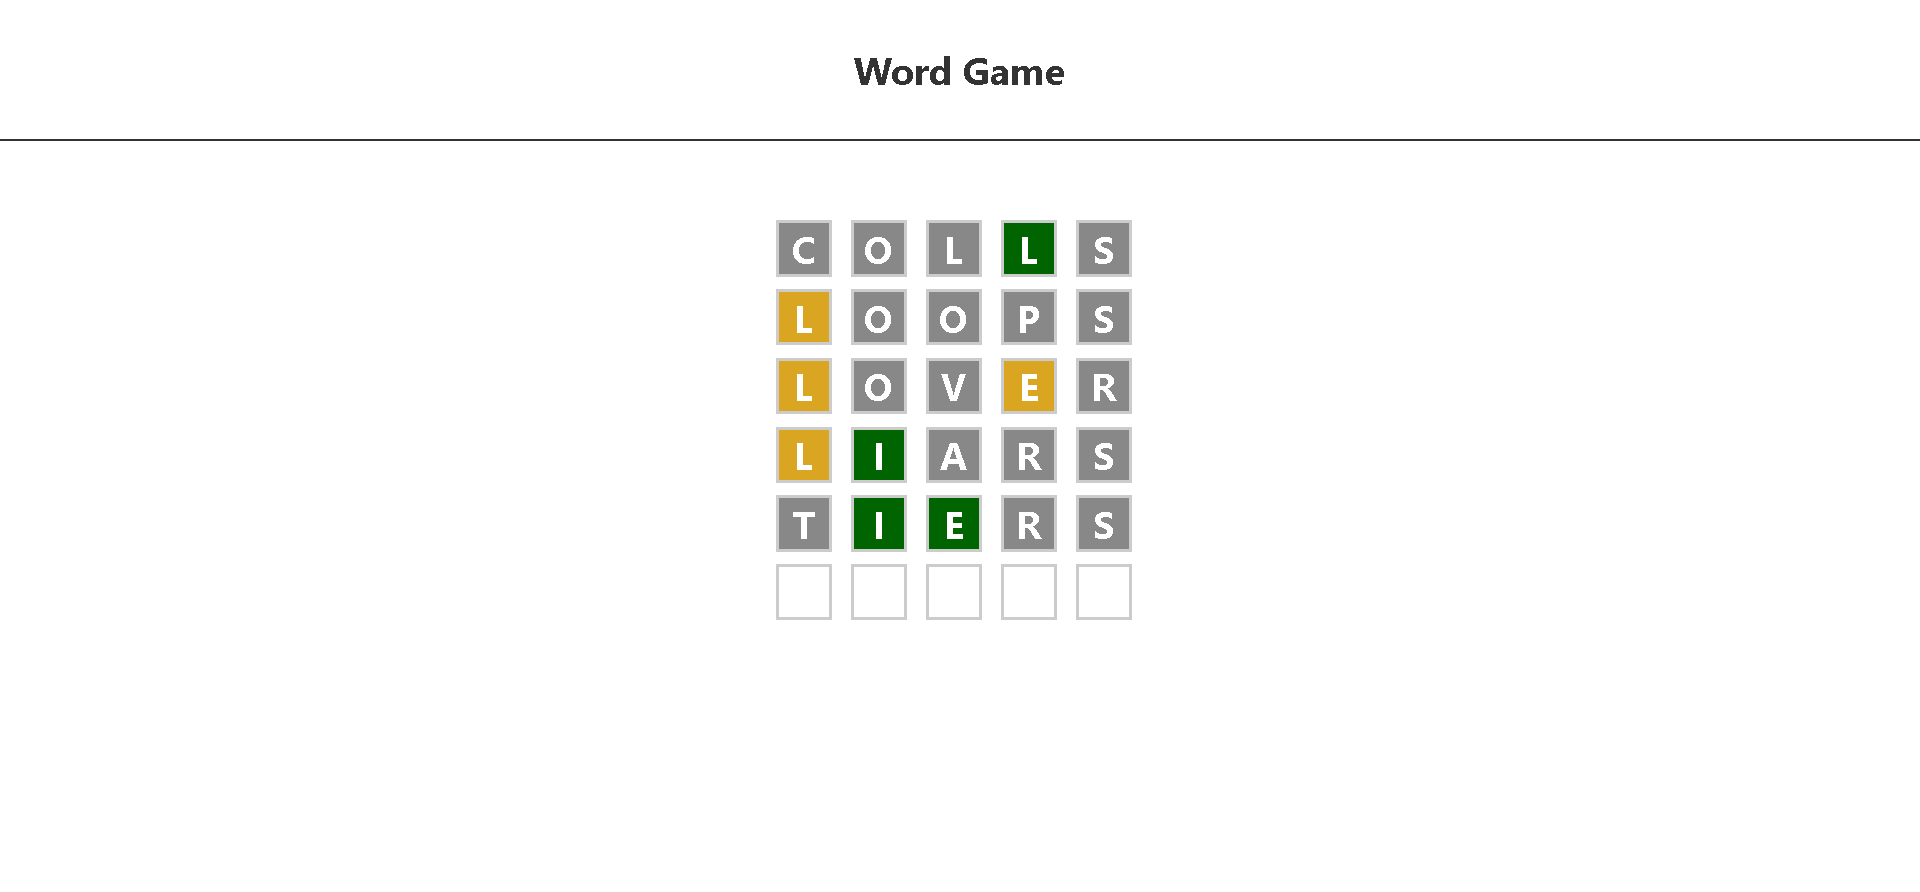 Word Game
C O L L S
L O O P S
L O V E R
L I A R S
T I E R S